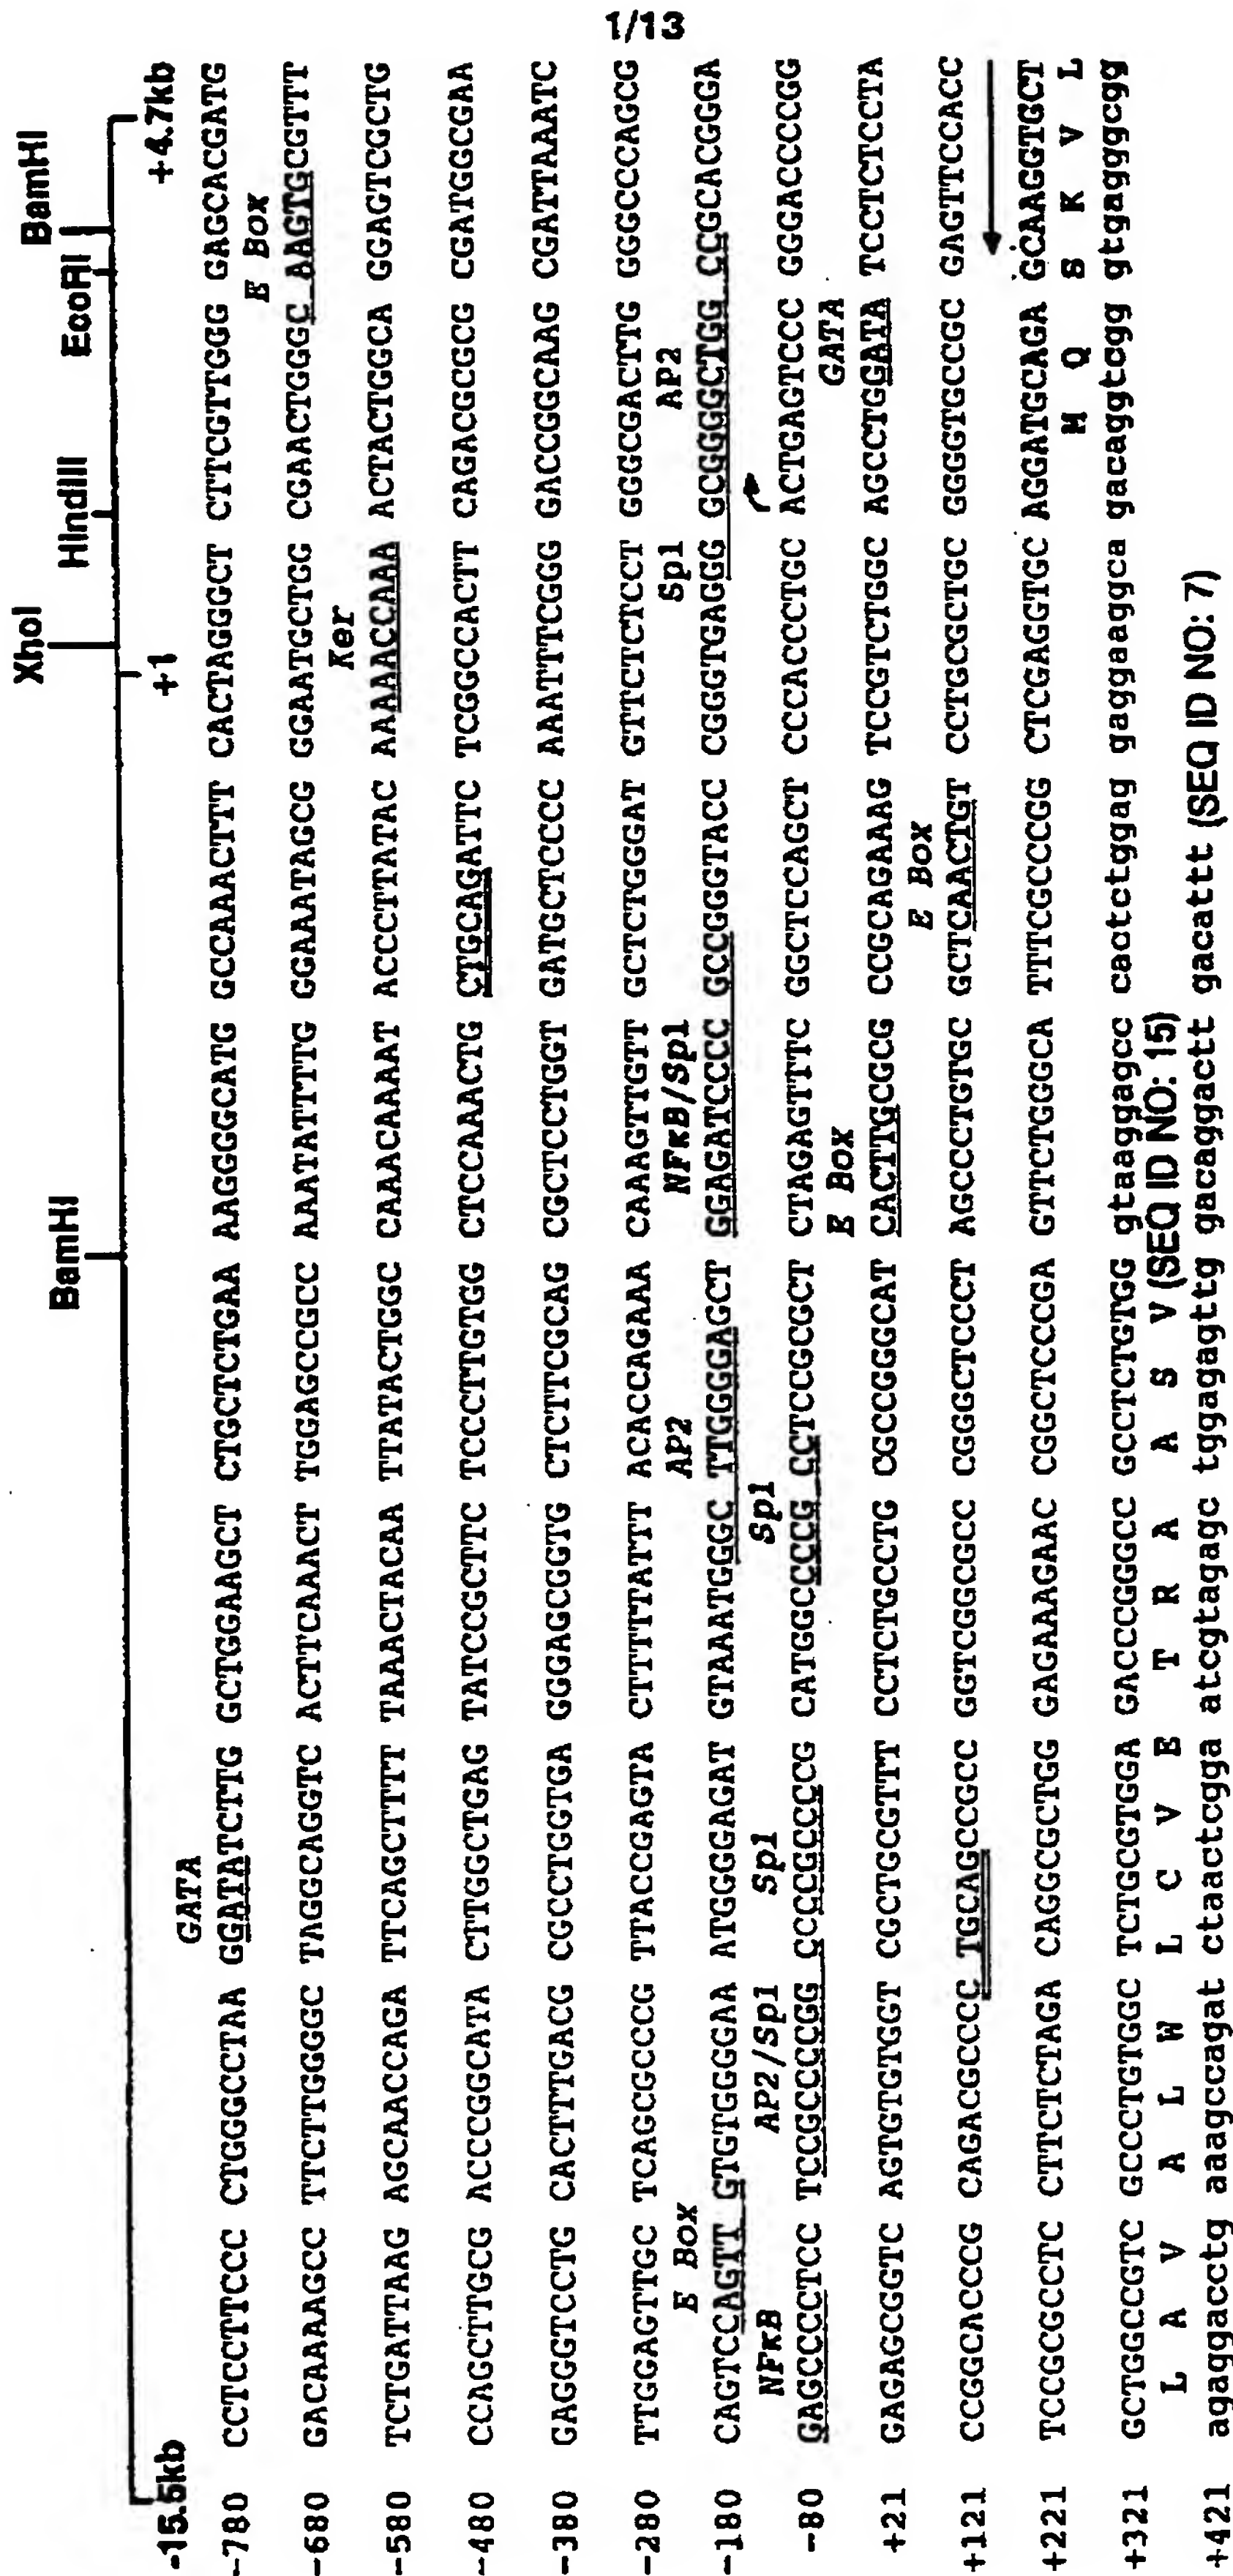 1/13
BamHI XhoI HindIII EcoRI BamHI
-15.5kb +1 +4.7kb
GATA
-780 CCTCCTTCCC CTGGGCCTAA GGATATCTTG GCTGGAAGCT CTGCTCTGAA AAGGGGCATG GCCAAACTTT CACTAGGGCT CTTCGTTGGG GAGCACGATG
E Box
-680 GACAAAAGCC TTCTTGGGGC TAGGCAGGTC ACTTCAAACT TGGAGCCGCC AAATATTTTG GGAAATAGCG GGAATGCTGG CGAACTGGGC AAGTGCGTTT
Ker
-580 TCTGATTAAG AGCAACCAGA TTCAGCTTTT TAAACTACAA TTATACTGGC CAAACAAAAT ACCCTTATAC AAAAACCAAA ACTACTGGCA GGAGTCGCTG
-480 CCAGCTTGCG ACCCGGCATA CTTGGCTGAG TATCCGCTTC TCCCTTGTGG CTCCAAACTG CTGCAGATTC TCGGCCACTT CAGACGCGCG CGATGGCGAA
-380 GAGGGTCCTG CACTTTGACG CGCCTGGTGA GGGAGCGGTG CTCTTCGCAG CGCTCCTGGT GATGCTCCCC AAATTTCGGG GACCGGCAAG CGATTAAATC
-280 TTGGAGTTGC TCAGCGCCCG TTACCGAGTA CTTTTTATTT ACACCAGAAA CAAAGTTGTT GCTCTGGGAT GTTCTCTCCT GGGCGACTTG GGGCCCAGCG
E Box AP2 NFκB/Sp1 Sp1 AP2
-180 CAGTCCAGTT GTGTGGGGAA ATGGGGAGAT GTAAATGGGC TTGGGGAGCT GGAGATCCCC GCCGGGTACC CGGGTGAGGG GCGGGGCTGG CCGCACGGGA
NFκB AP2/Sp1 Sp1 Sp1
-80 GAGCCCCTCC TCCGCCCCGG CCCCGCCCCG CATGGCCCCG CCTCCGCGCT CTAGAGTTTC GGCTCCAGCT CCCACCCTGC ACTGAGTCCC GGGACCCCGG
E Box GATA
+21 GAGAGCGGTC AGTGTGTGGT CGCTGCGTTT CCTCTGCCTG CGCCGGGCAT CACTTGCGCG CCGCAGAAAG TCCGTCTGGC AGCCTGGATA TCCTCTCCTA
E Box
+121 CCGGCACCCG CAGACGCCCC TGCAGCCGCC GGTCGGCGCC CGGGCTCCCT AGCCCTGTGC GCTCAACTGT CCTGCGCTGC GGGGTGCCGC GAGTTCCACC
+221 TCCGCGCCTC CTTCTCTAGA CAGGCGCTGG GAGAAAGAAC CGGCTCCCGA GTTCTGGGCA TTTCGCCCGG CTCGAGGTGC AGGATGCAGA GCAAGGTGCT
M Q S K V L
+321 GCTGGCCGTC GCCCTGTGGC TCTGCGTGGA GACCCGGGCC GCCTCTGTGG gtaaggagcc cactctggag gaggaaggca gacaggtcgg gtgagggcgg
L A V A L W L C V E T R A A S V (SEQ ID NO: 15)
+421 agaggacctg aaagccagat ctaactcgga atcgtagagc tggagagttg gacaggactt gacattt (SEQ ID NO: 7)